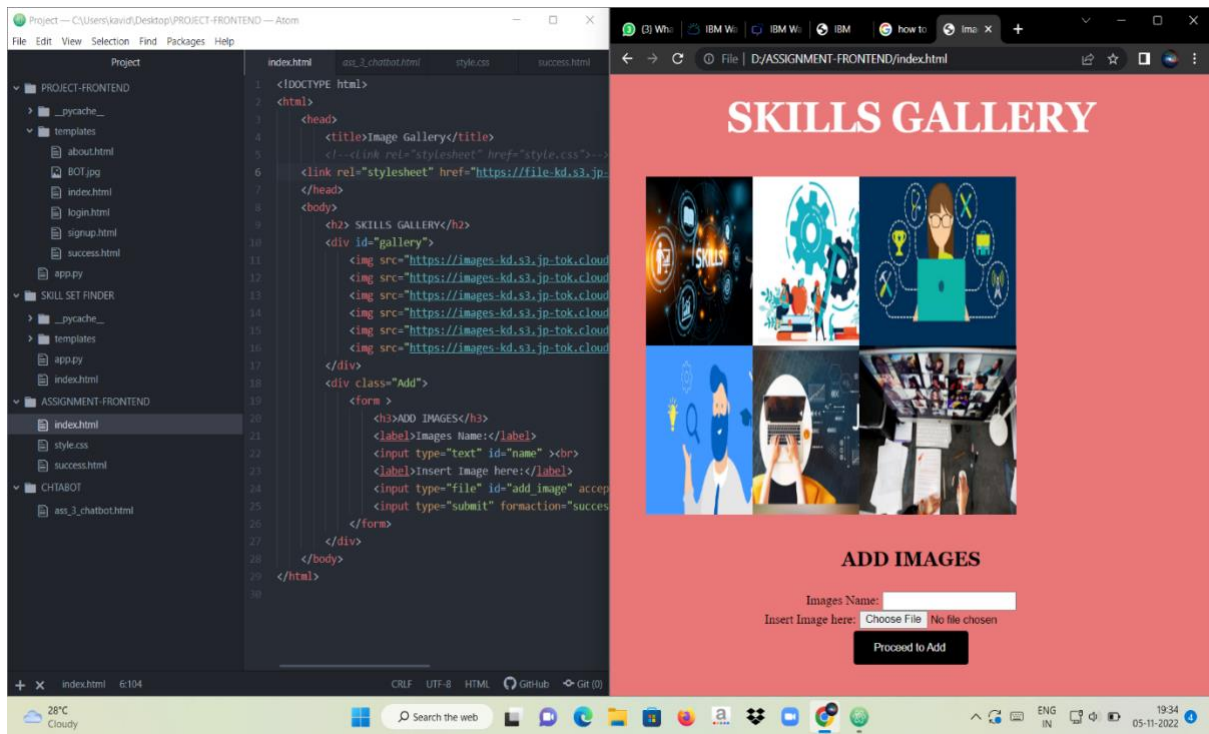 Project — C:\Users\kavid\Desktop\PROJECT-FRONTEND — Atom
File Edit View Selection Find Packages Help
Project
PROJECT-FRONTEND
__pycache__
templates
about.html
BOT.jpg
index.html
login.html
signup.html
success.html
app.py
SKILL SET FINDER
__pycache__
templates
app.py
index.html
ASSIGNMENT-FRONTEND
index.html
style.css
success.html
CHTABOT
ass_3_chatbot.html
index.html ass_3_chatbot.html style.css success.html
1 <!DOCTYPE html>
2 <html>
3 <head>
4 <title>Image Gallery</title>
5 <!--<link rel="stylesheet" href="style.css">-->
6 <link rel="stylesheet" href="https://file-kd.s3.jp-
7 </head>
8 <body>
9 <h2> SKILLS GALLERY</h2>
10 <div id="gallery">
11 <img src="https://images-kd.s3.jp-tok.cloud
12 <img src="https://images-kd.s3.jp-tok.cloud
13 <img src="https://images-kd.s3.jp-tok.cloud
14 <img src="https://images-kd.s3.jp-tok.cloud
15 <img src="https://images-kd.s3.jp-tok.cloud
16 <img src="https://images-kd.s3.jp-tok.cloud
17 </div>
18 <div class="Add">
19 <form >
20 <h3>ADD IMAGES</h3>
21 <label>Images Name:</label>
22 <input type="text" id="name" ><br>
23 <label>Insert Image here:</label>
24 <input type="file" id="add_image" accep
25 <input type="submit" formaction="succes
26 </form>
27 </div>
28 </body>
29 </html>
30
index.html 6:104 CRLF UTF-8 HTML GitHub Git (0)
(3) Wha IBM Wa IBM Wa IBM how to Ima
File D:/ASSIGNMENT-FRONTEND/index.html
SKILLS GALLERY
SKILLS
ADD IMAGES
Images Name:
Insert Image here: Choose File No file chosen
Proceed to Add
28°C
Cloudy
Search the web
ENG
IN
19:34
05-11-2022
4